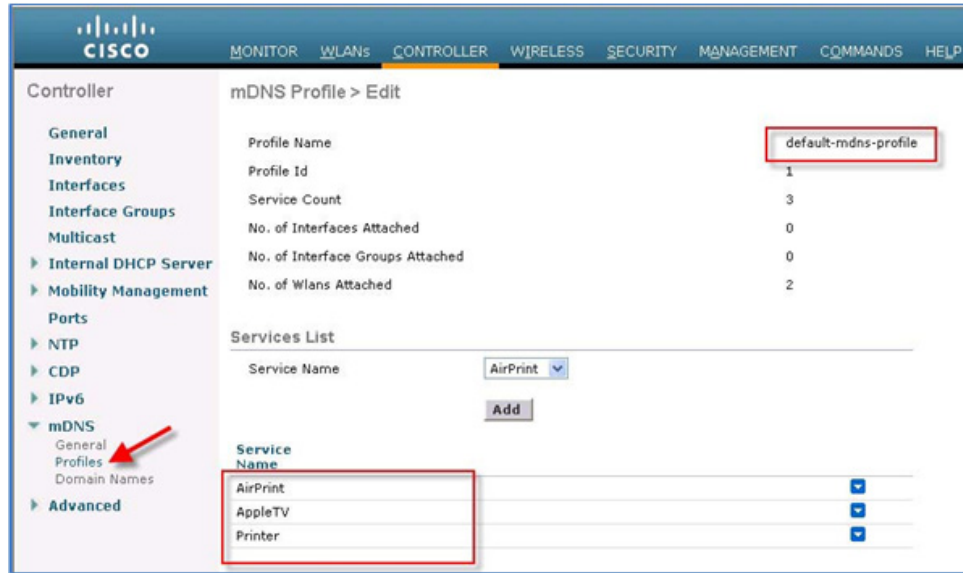 CISCO
MONITOR WLANs CONTROLLER WIRELESS SECURITY MANAGEMENT COMMANDS HELP
Controller
General
Inventory
Interfaces
Interface Groups
Multicast
Internal DHCP Server
Mobility Management
Ports
NTP
CDP
IPv6
mDNS
General
Profiles
Domain Names
Advanced
mDNS Profile > Edit
Profile Name default-mdns-profile
Profile Id 1
Service Count 3
No. of Interfaces Attached 0
No. of Interface Groups Attached 0
No. of Wlans Attached 2
Services List
Service Name AirPrint
Add
Service
Name
AirPrint
AppleTV
Printer